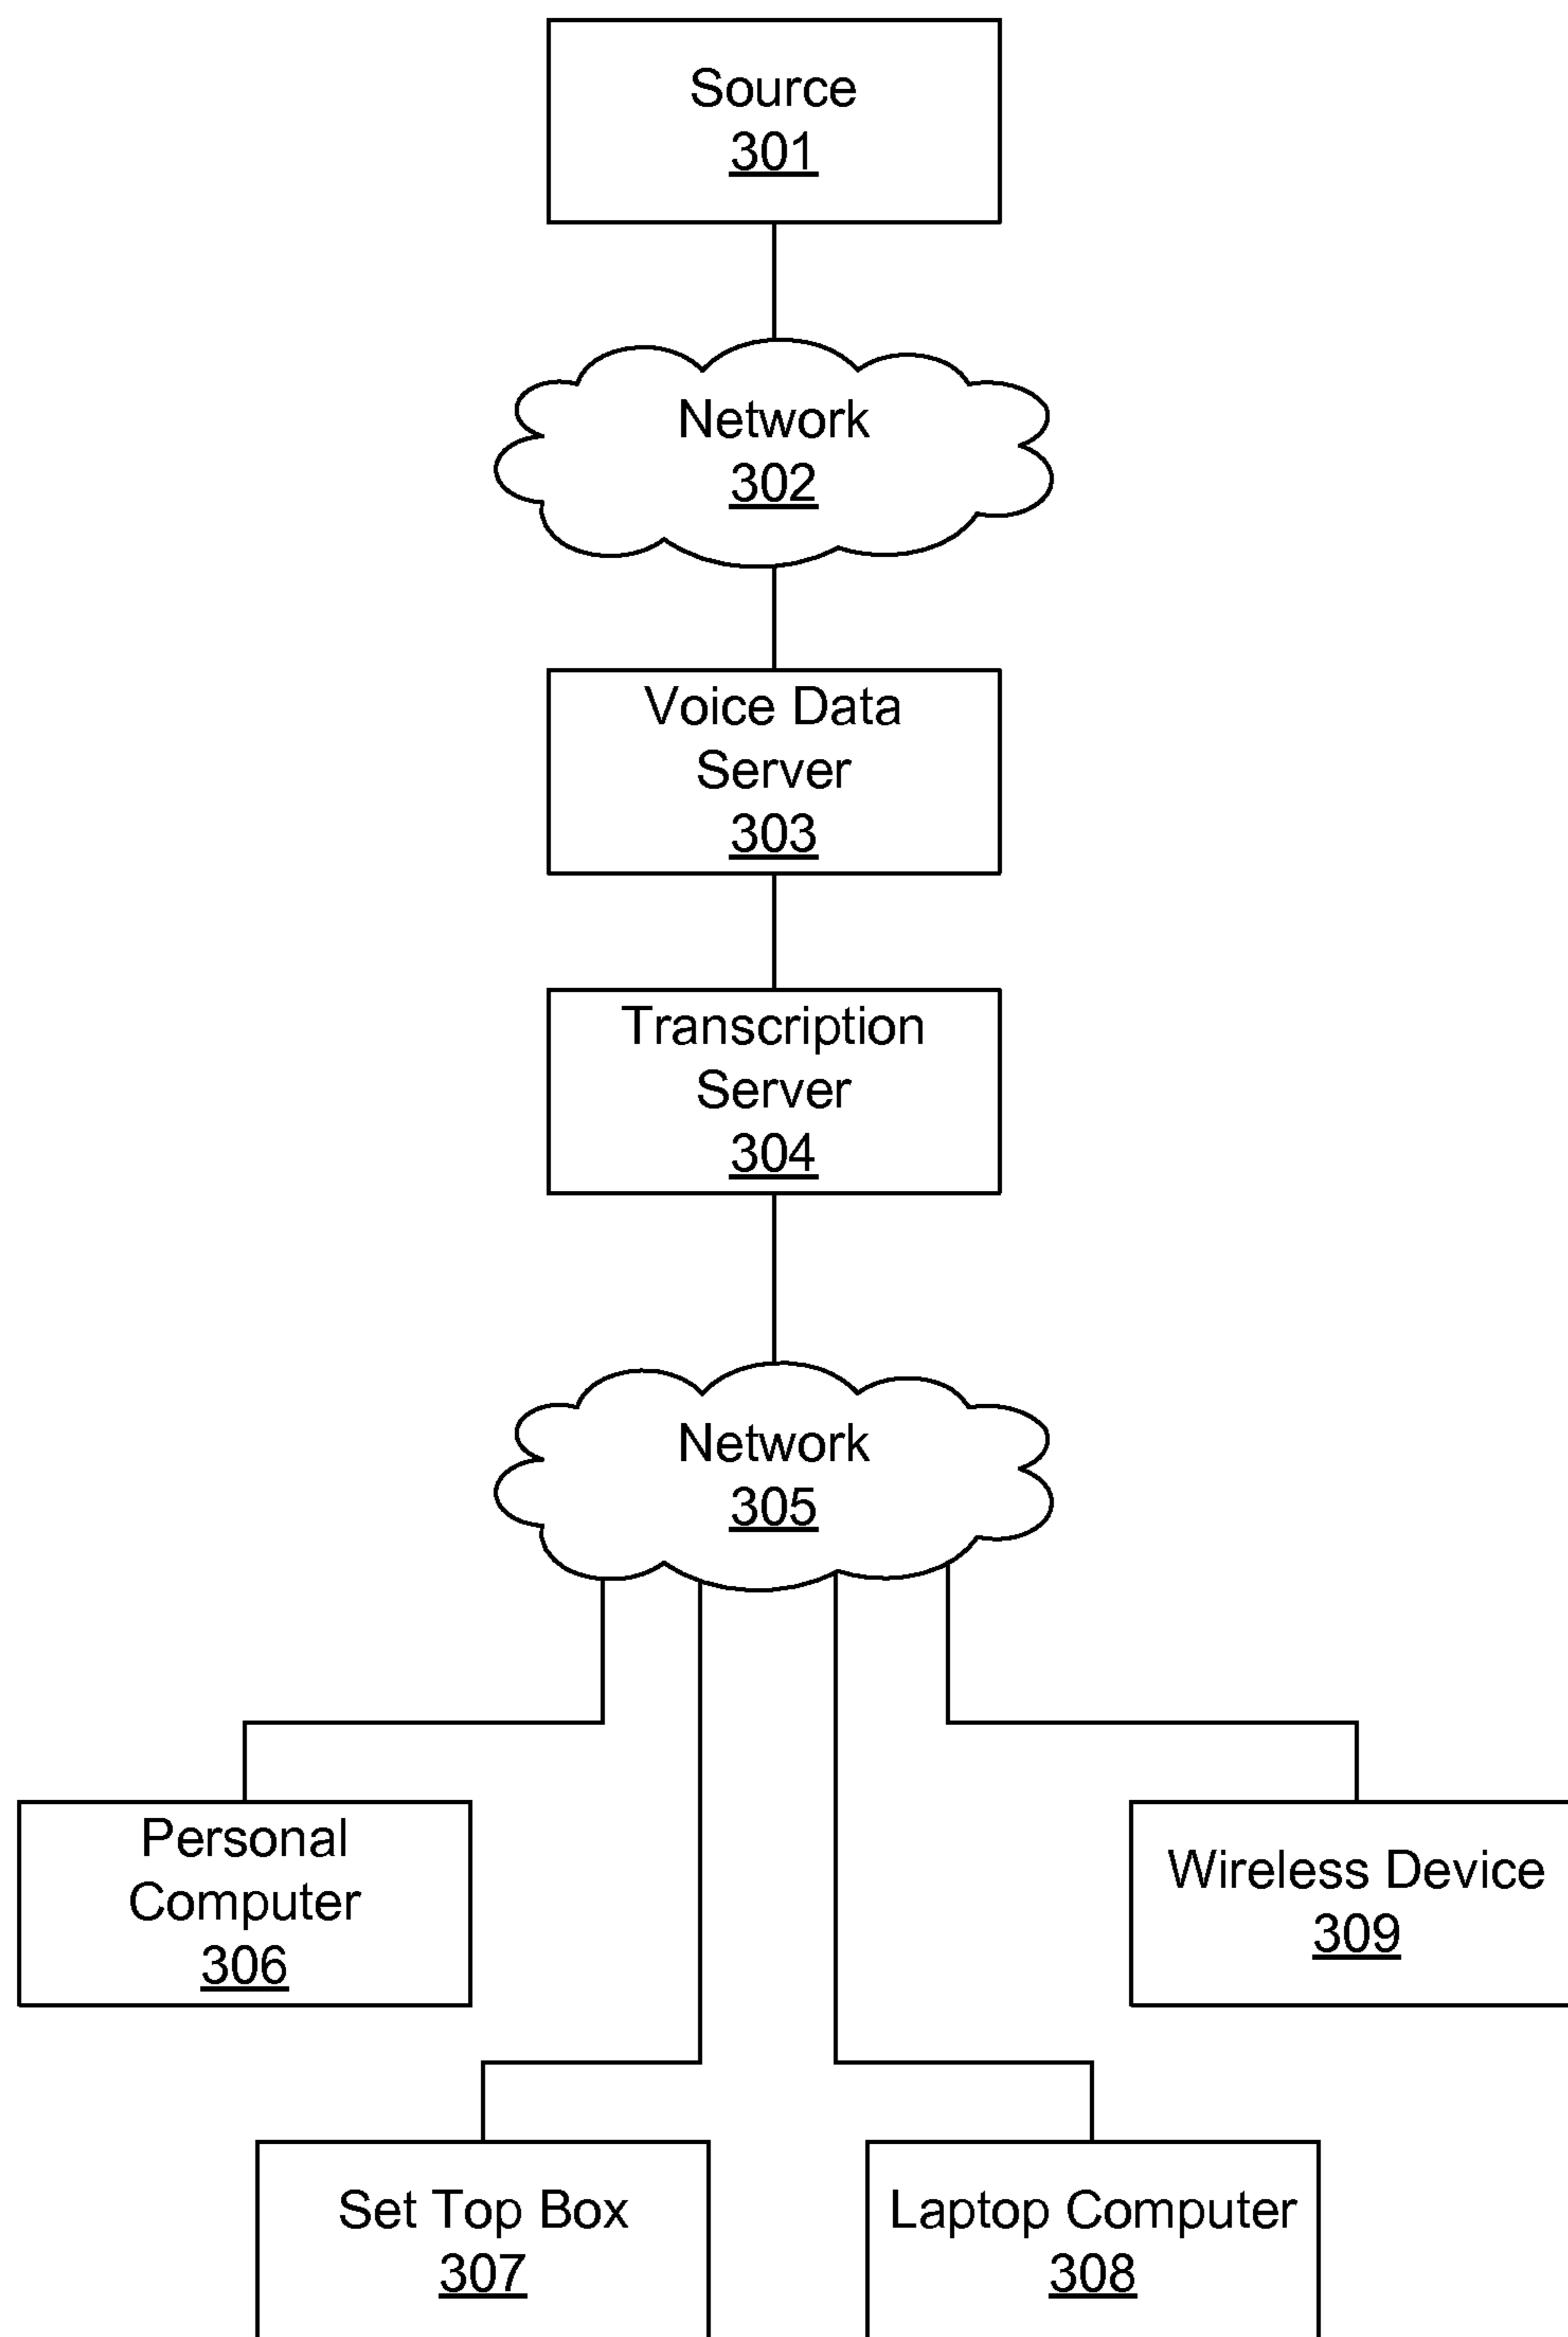 Source
301
Network
302
Voice Data
Server
303
Transcription
Server
304
Network
305
Personal
Computer
306
Wireless Device
309
Set Top Box
307
Laptop Computer
308